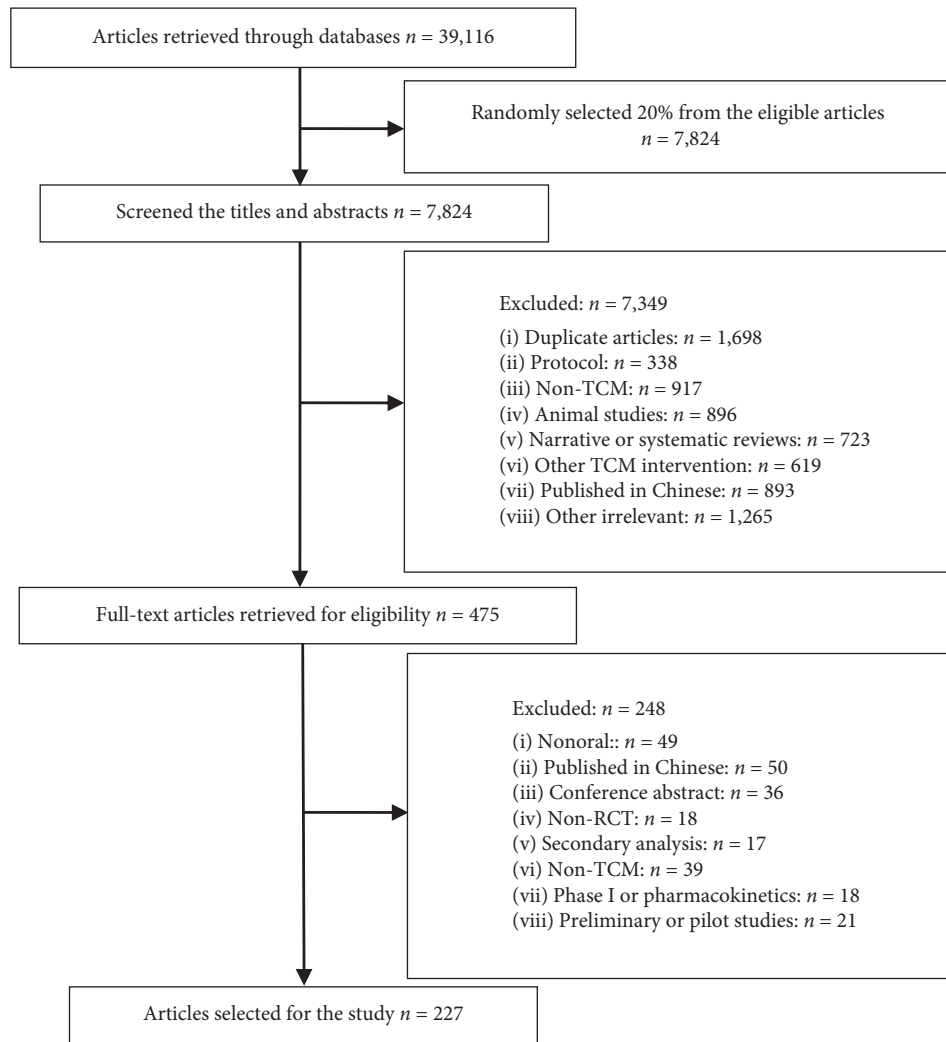 Articles retrieved through databases n = 39,116
Randomly selected 20% from the eligible articles
n = 7,824
Screened the titles and abstracts n = 7,824
Excluded: n = 7,349
(i) Duplicate articles: n = 1,698
(ii) Protocol: n = 338
(iii) Non-TCM: n = 917
(iv) Animal studies: n = 896
(v) Narrative or systematic reviews: n = 723
(vi) Other TCM intervention: n = 619
(vii) Published in Chinese: n = 893
(viii) Other irrelevant: n = 1,265
Full-text articles retrieved for eligibility n = 475
Excluded: n = 248
(i) Nonoral:: n = 49
(ii) Published in Chinese: n = 50
(iii) Conference abstract: n = 36
(iv) Non-RCT: n = 18
(v) Secondary analysis: n = 17
(vi) Non-TCM: n = 39
(vii) Phase I or pharmacokinetics: n = 18
(viii) Preliminary or pilot studies: n = 21
Articles selected for the study n = 227